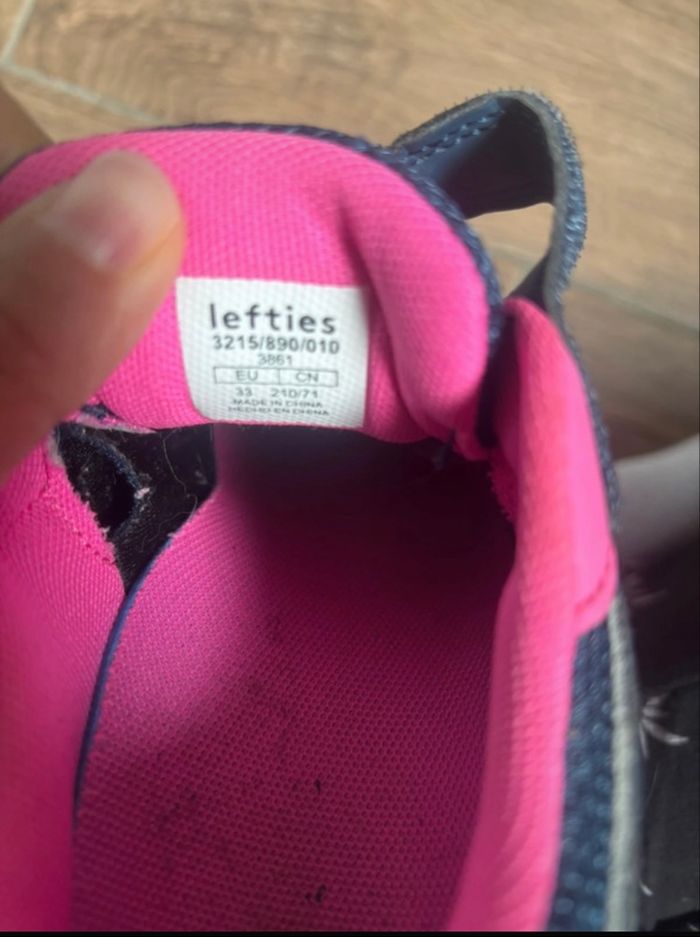 lefties
3215/890/010
3861
EU CN
33 210/71
MADE IN CHINA
HECHO EN CHINA